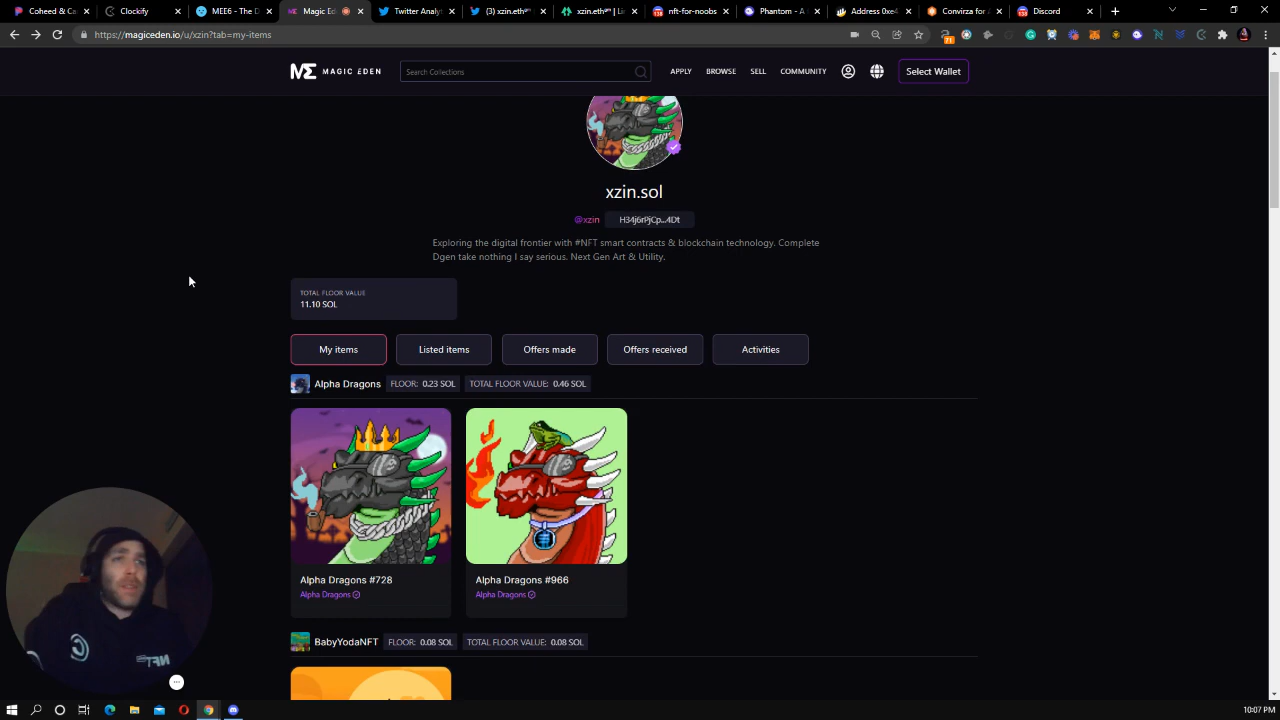 Coheed & Ca
Clockify
MEE6 - The D
Magic Ed
Twitter Analyt
(3) xzin.eth
xzin.eth | Li
nft-for-noobs
Phantom - A
Address 0xe4
Convirza for
Discord
https://magiceden.io/u/xzin?tab=my-items
71
MAGIC EDEN
Search Collections
APPLY
BROWSE
SELL
COMMUNITY
Select Wallet
xzin.sol
@xzin
H34j6rPjCp...4Dt
Exploring the digital frontier with #NFT smart contracts & blockchain technology. Complete
Dgen take nothing I say serious. Next Gen Art & Utility.
TOTAL FLOOR VALUE
11.10 SOL
My items
Listed items
Offers made
Offers received
Activities
Alpha Dragons FLOOR: 0.23 SOL TOTAL FLOOR VALUE: 0.46 SOL
Alpha Dragons #728
Alpha Dragons
Alpha Dragons #966
Alpha Dragons
BabyYodaNFT FLOOR: 0.08 SOL TOTAL FLOOR VALUE: 0.08 SOL
NFT
10:07 PM